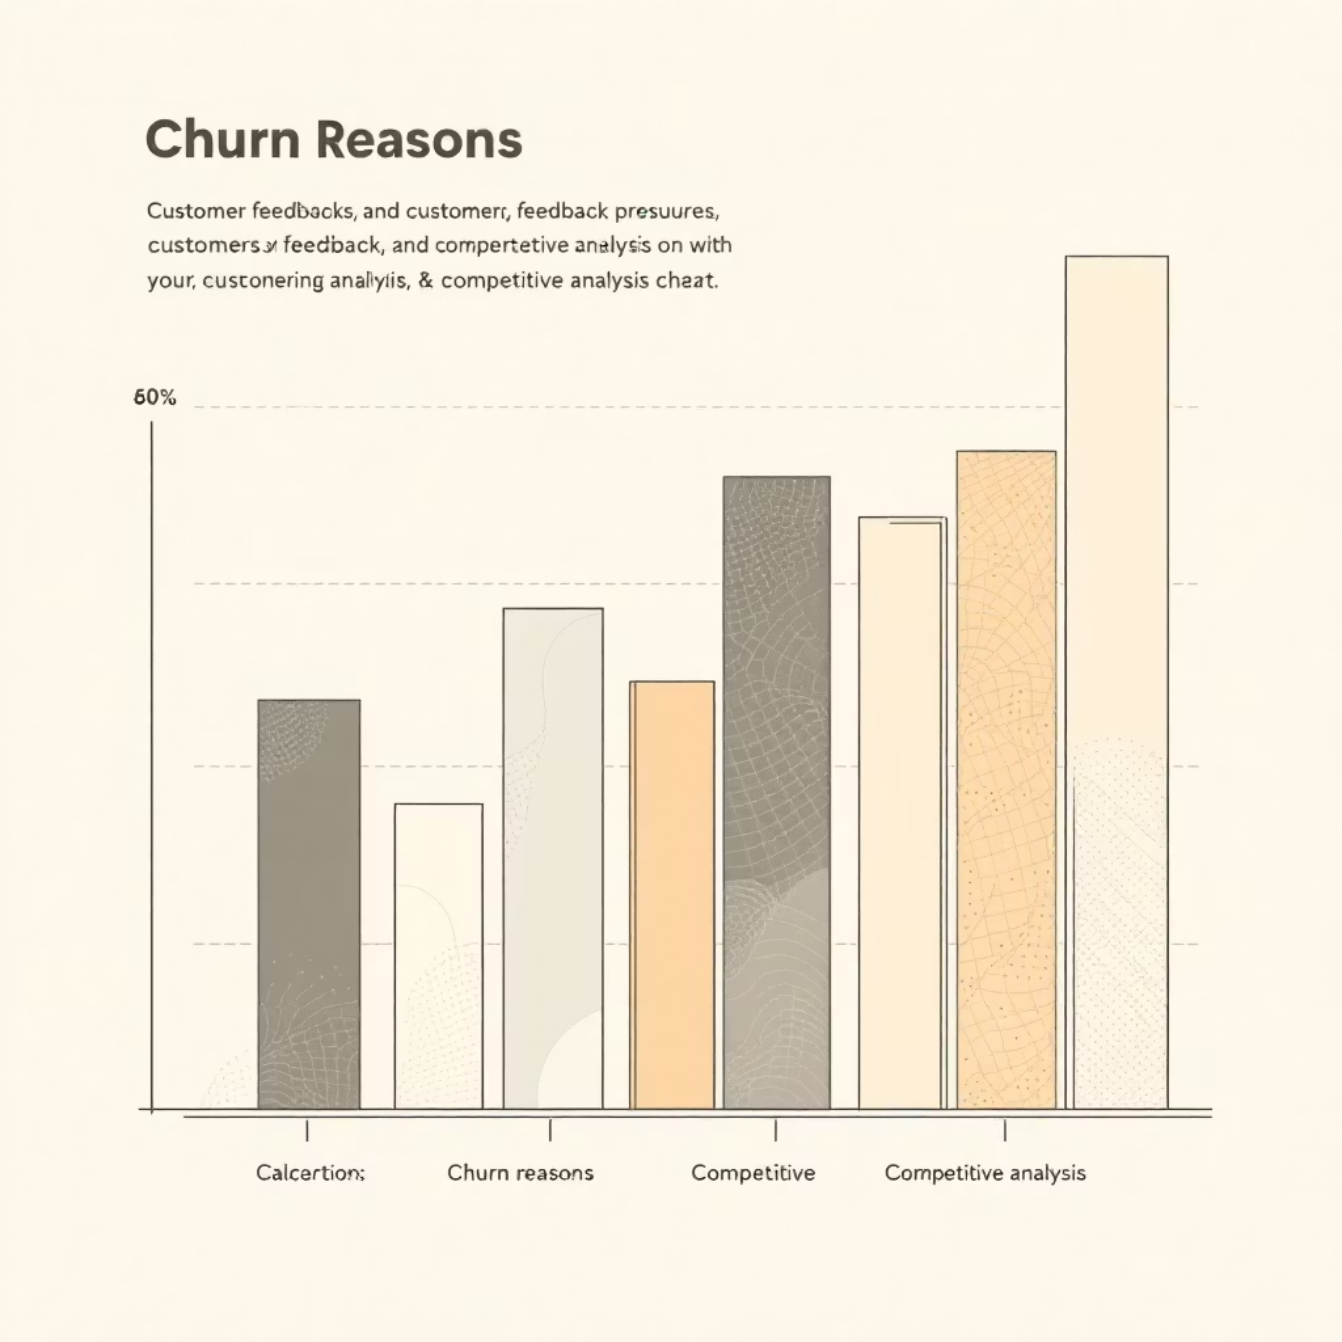 Churn Reasons
Customer feedbacks, and customerr, feedback presuures,
customers feedback, and compertetive analysis on with
your, custonering analylis, & competitive analysis cheat.
60%
Calcertion:
Churn reasons
Competitive
Competitive analysis